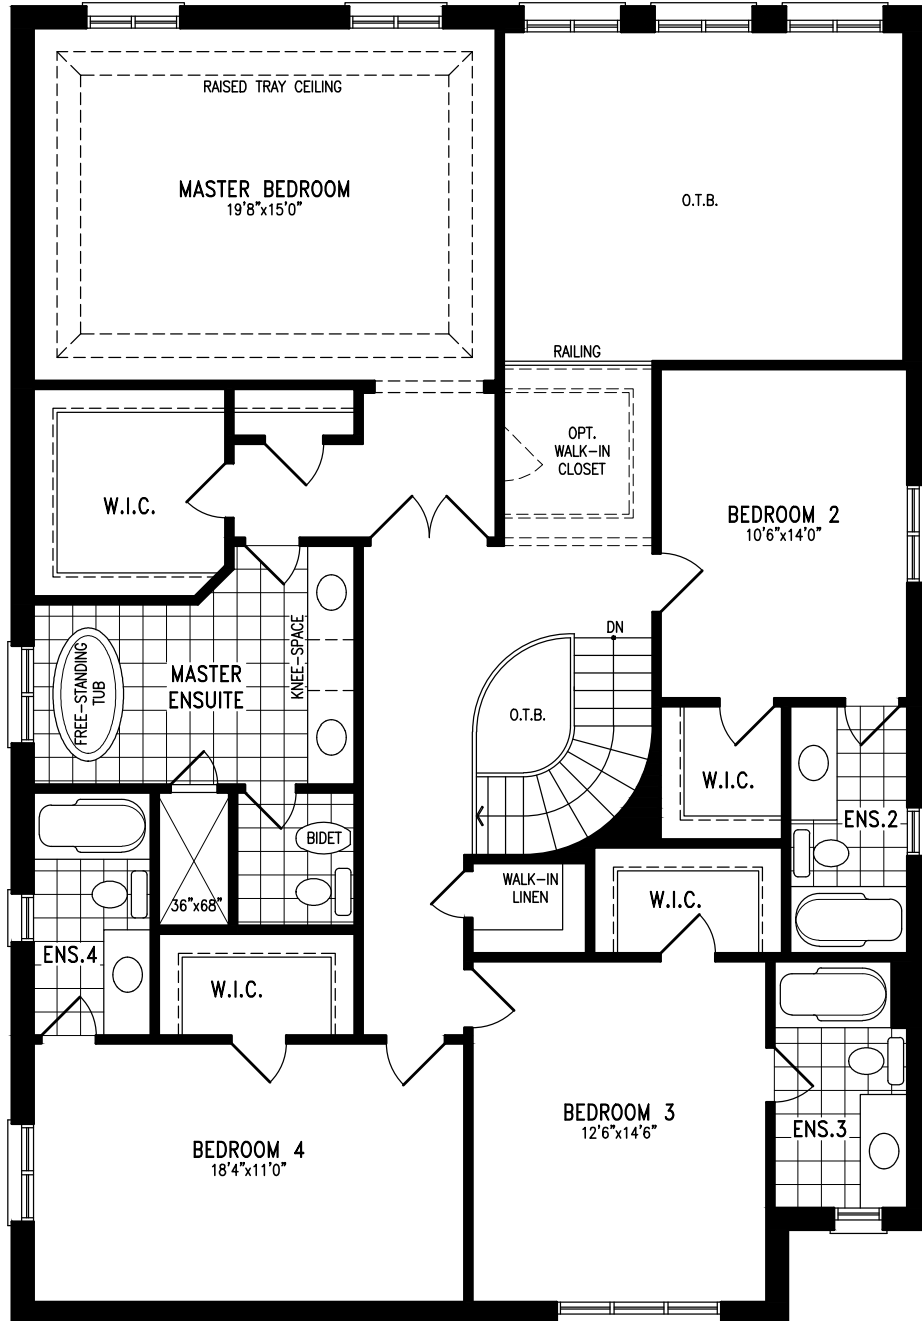 RAISED TRAY CEILING
MASTER BEDROOM
19'8"x15'0"
O.T.B.
RAILING
OPT.
WALK-IN
CLOSET
W.I.C.
BEDROOM 2
10'6"x14'0"
DN
KNEE-SPACE
FREE-STANDING
TUB
MASTER
ENSUITE
O.T.B.
W.I.C.
ENS.2
BIDET
36"x68"
WALK-IN
LINEN
W.I.C.
ENS.4
W.I.C.
BEDROOM 3
12'6"x14'6"
ENS.3
BEDROOM 4
18'4"x11'0"